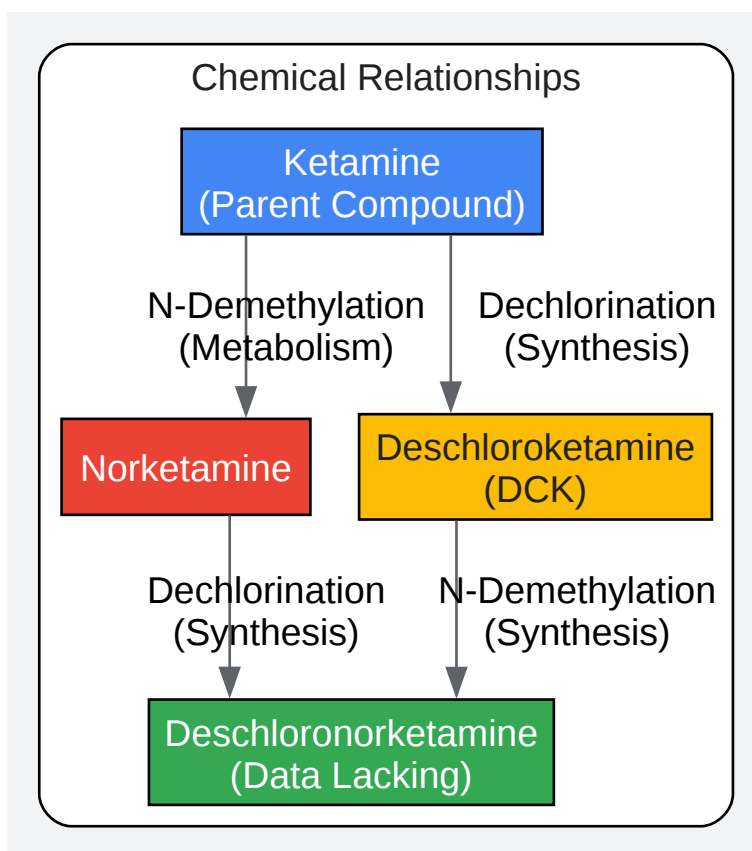 Chemical Relationships
Ketamine
(Parent Compound)
N-Demethylation
(Metabolism)
Dechlorination
(Synthesis)
Norketamine
Deschloroketamine
(DCK)
Dechlorination
(Synthesis)
N-Demethylation
(Synthesis)
Deschloronorketamine
(Data Lacking)